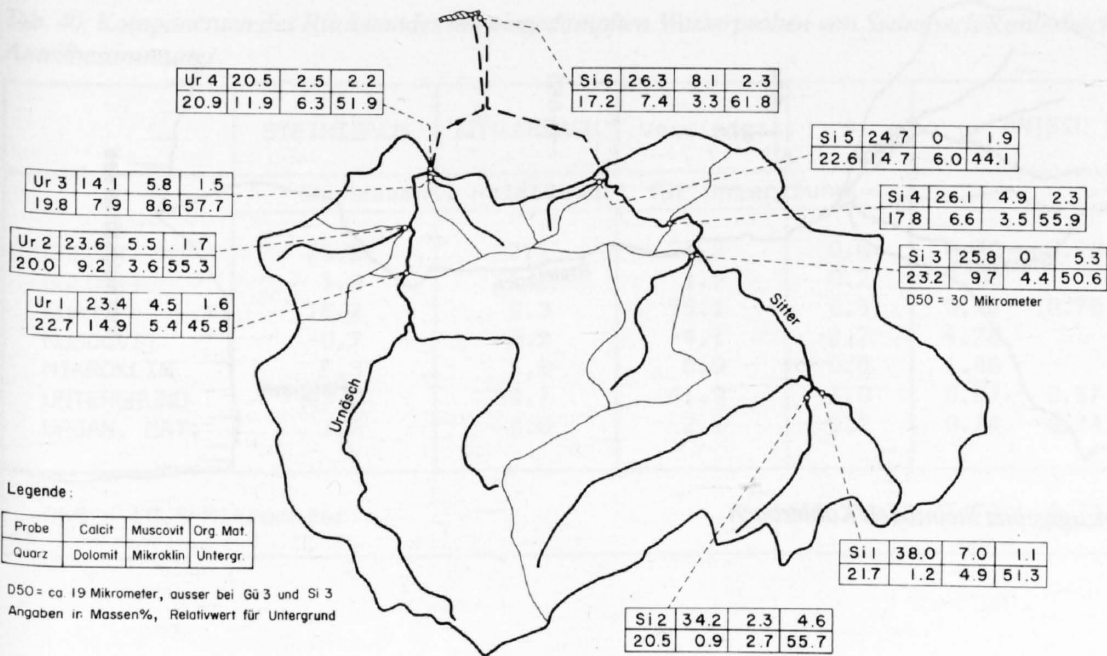 Ur 4 20.5 2.5 2.2
20.9 11.9 6.3 51.9
Si 6 26.3 8.1 2.3
17.2 7.4 3.3 61.8
Si 5 24.7 0 1.9
22.6 14.7 6.0 44.1
Ur 3 14.1 5.8 1.5
19.8 7.9 8.6 57.7
Si 4 26.1 4.9 2.3
17.8 6.6 3.5 55.9
Ur 2 23.6 5.5 1.7
20.0 9.2 3.6 55.3
Si 3 25.8 0 5.3
23.2 9.7 4.4 50.6
D50 = 30 Mikrometer
Ur 1 23.4 4.5 1.6
22.7 14.9 5.4 45.8
Sitter
Urnäsch
Legende:
Probe Calcit Muscovit Org. Mat.
Quarz Dolomit Mikroklin Untergr.
D50 = ca. 19 Mikrometer, ausser bei Gü 3 und Si 3
Angaben in Massen%, Relativwert für Untergrund
Si 1 38.0 7.0 1.1
21.7 1.2 4.9 51.3
Si 2 34.2 2.3 4.6
20.5 0.9 2.7 55.7